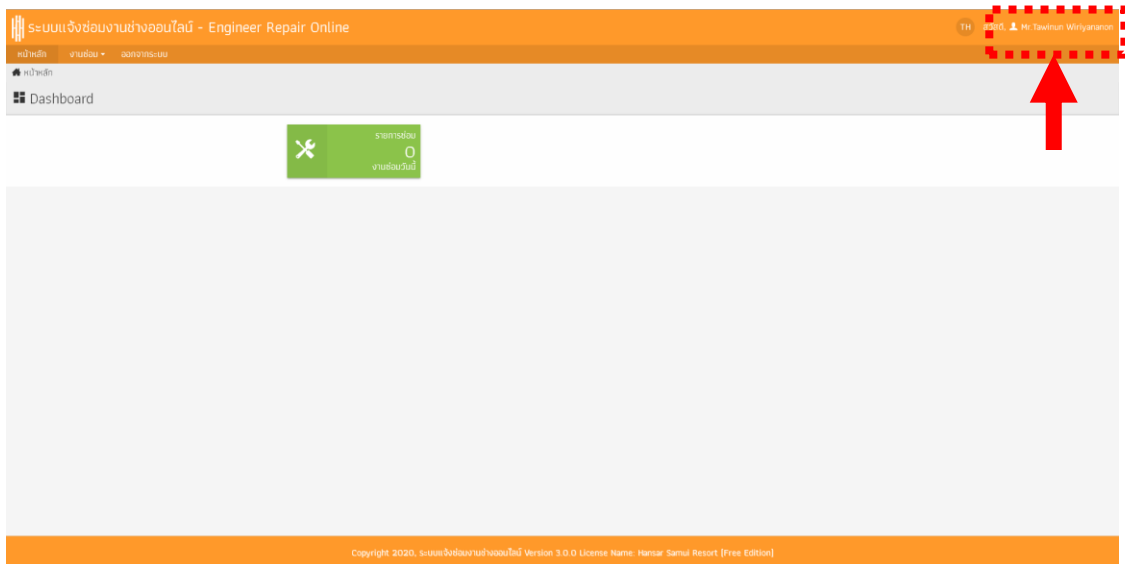 ระบบแจ้งซ่อมงานช่างออนไลน์ - Engineer Repair Online
TH สวัสดี, Mr.Tawinun Wiriyananon
หน้าหลัก งานซ่อม ออกจากระบบ
หน้าหลัก
Dashboard
รายการซ่อม
0
งานซ่อมวันนี้
Copyright 2020, ระบบแจ้งซ่อมงานช่างออนไลน์ Version 3.0.0 License Name: Hansar Samui Resort [Free Edition]